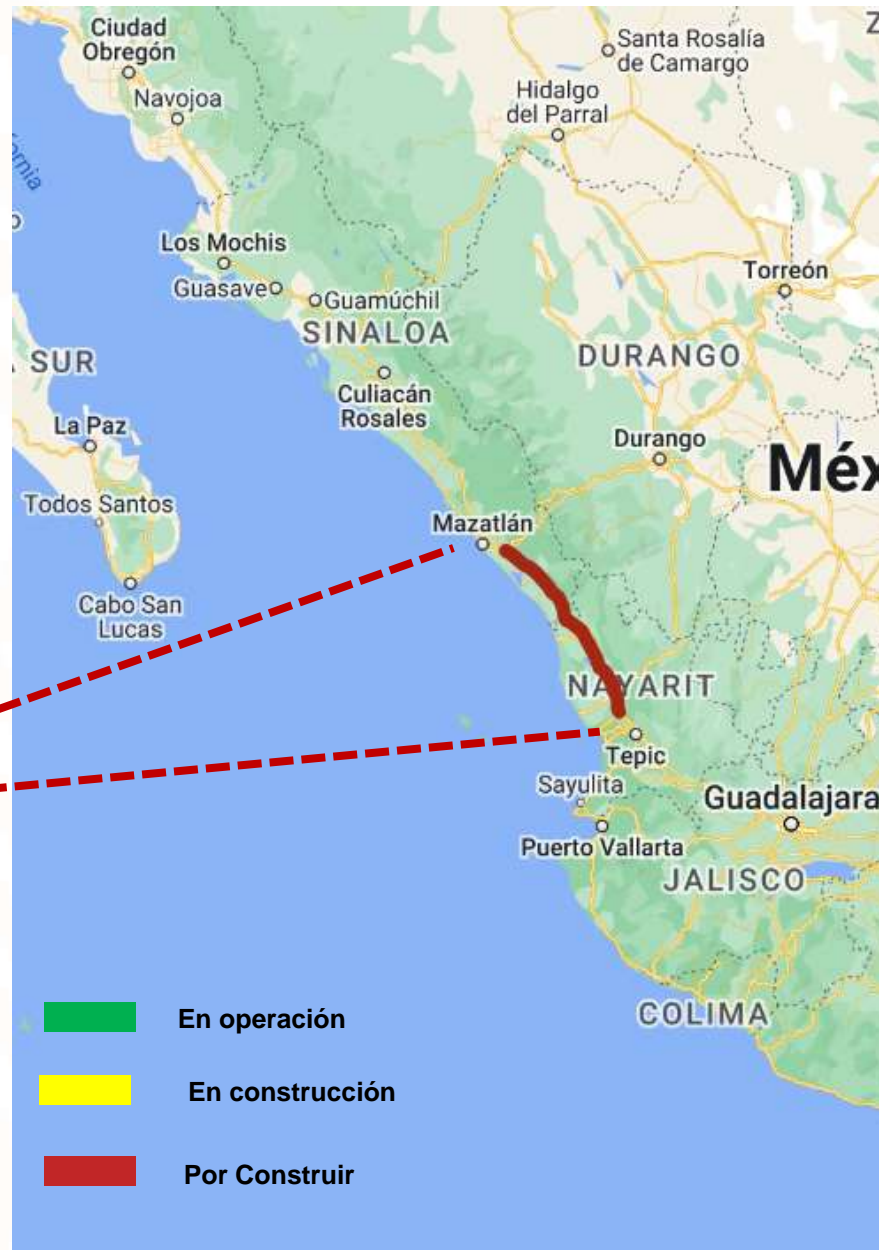 Z
Ciudad
Obregón
Santa Rosalía
de Camargo
Navojoa
Hidalgo
del Parral
fornia
Los Mochis
Torreón
Guasave
Guamúchil
SINALOA
DURANGO
A SUR
Culiacán
Rosales
La Paz
Durango
Méx
Todos Santos
Mazatlán
Cabo San
Lucas
NAYARIT
Tepic
Sayulita
Guadalajara
Puerto Vallarta
JALISCO
COLIMA
En operación
En construcción
Por Construir